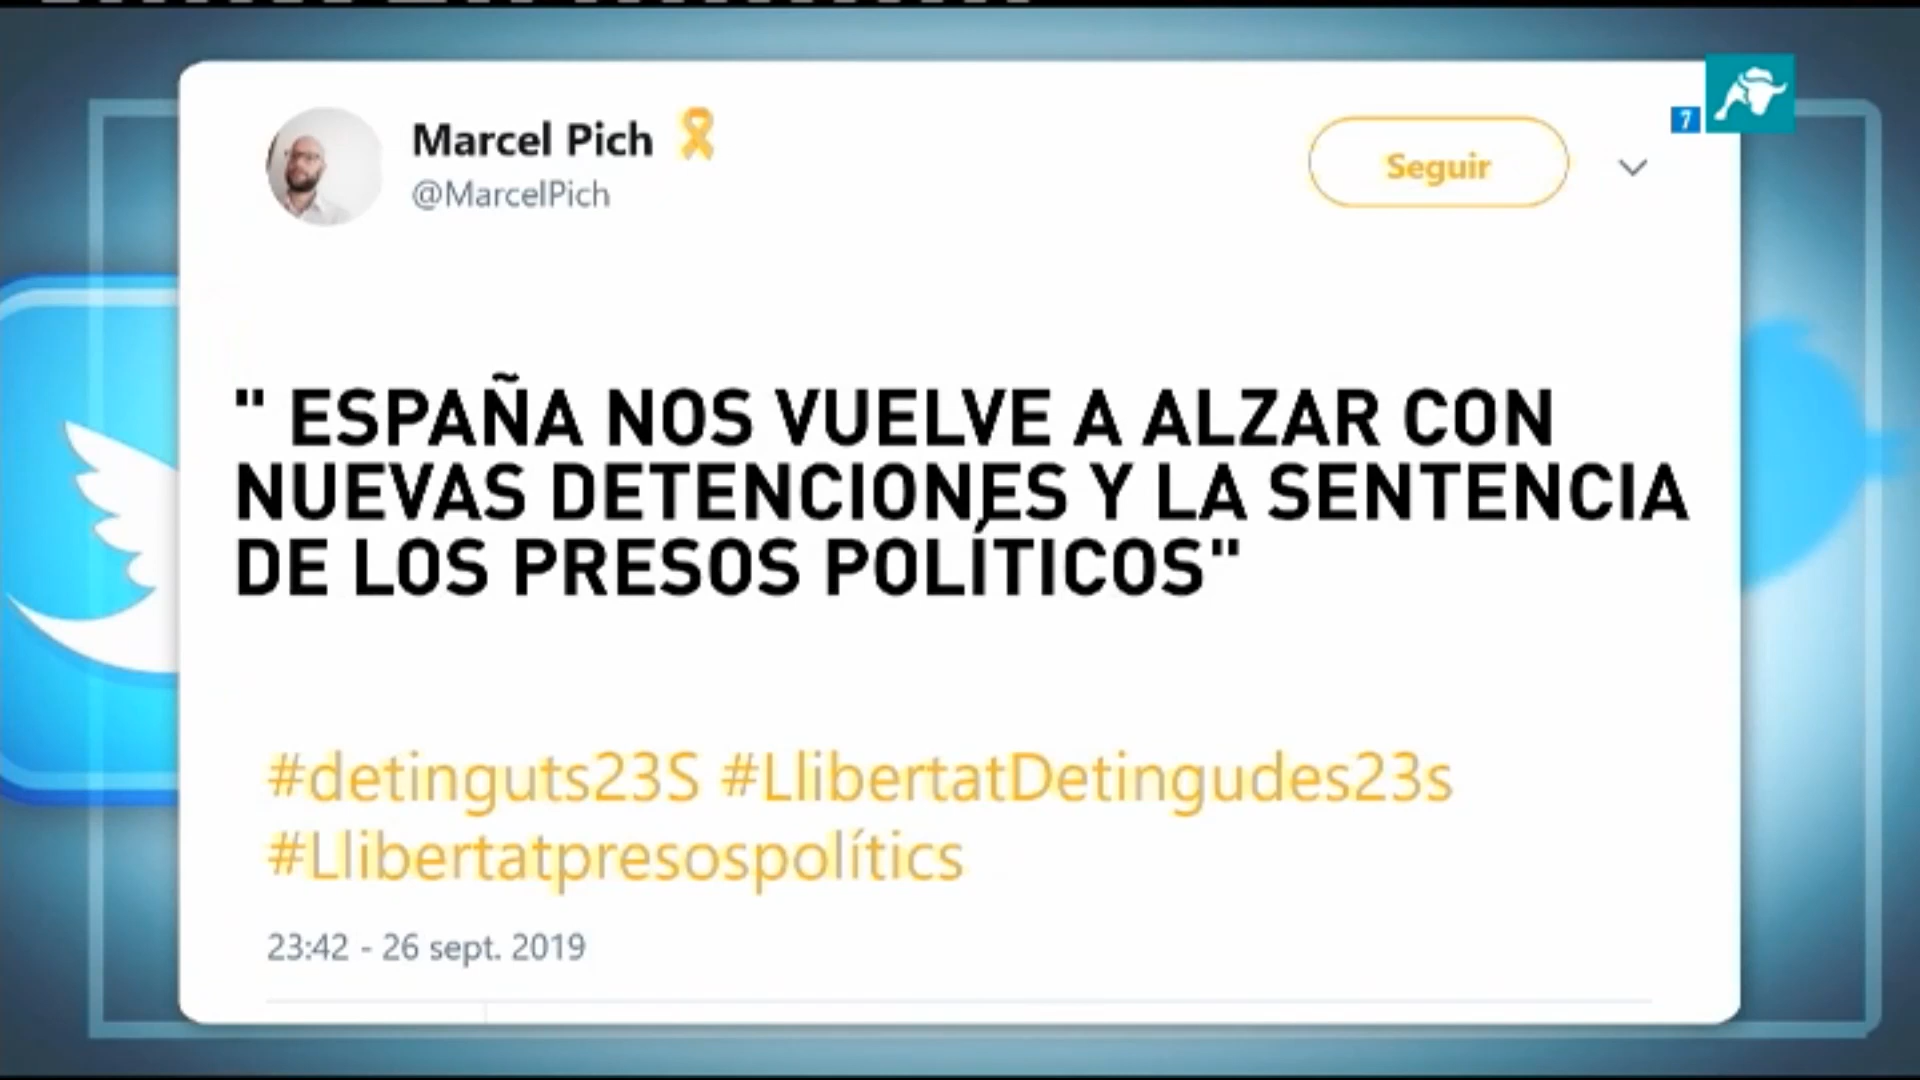 Marcel Pich
@MarcelPich
Seguir
7
" ESPAÑA NOS VUELVE A ALZAR CON
NUEVAS DETENCIONES Y LA SENTENCIA
DE LOS PRESOS POLÍTICOS"
#detinguts23S #LlibertatDetingudes23s
#Llibertatpresospolítics
23:42 - 26 sept. 2019